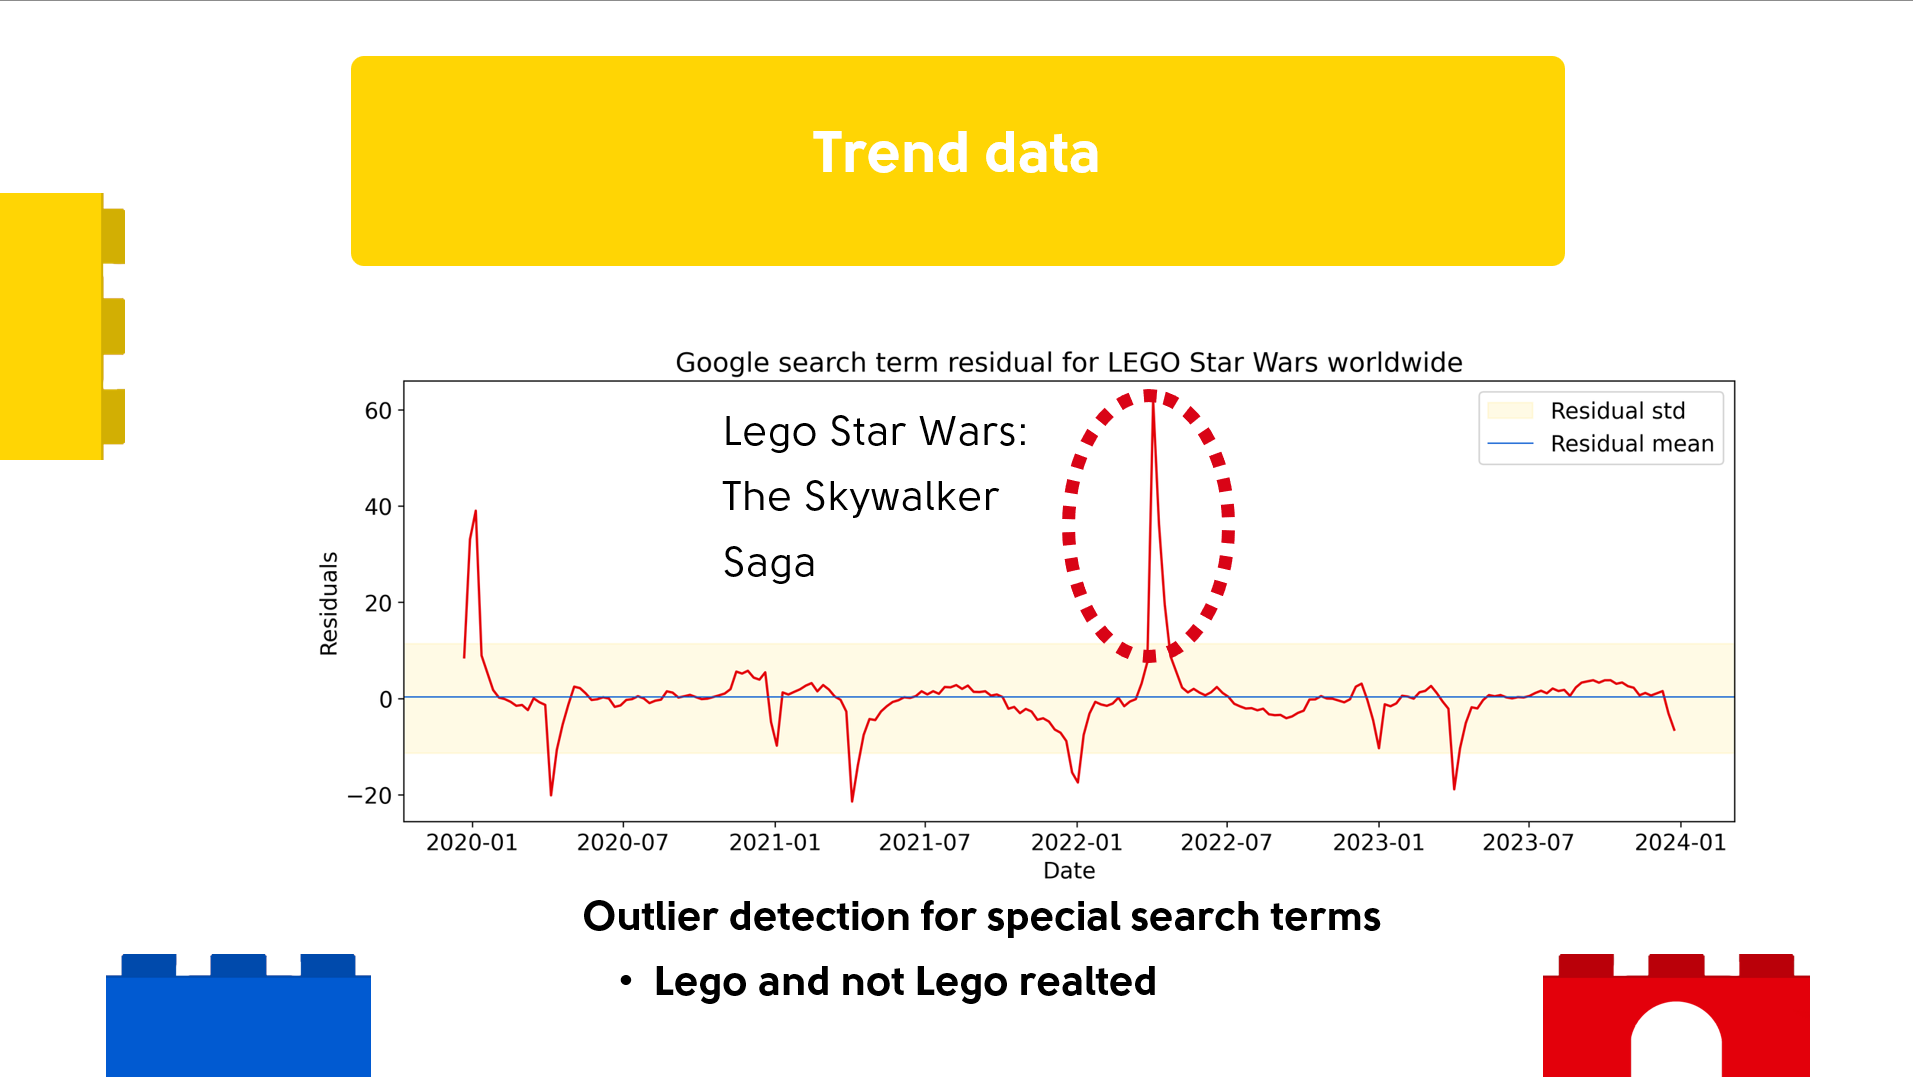 Trend data
Google search term residual for LEGO Star Wars worldwide
Lego Star Wars:
The Skywalker
Saga
Residual std
Residual mean
Residuals
60
40
20
0
−20
2020-01 2020-07 2021-01 2021-07 2022-01 2022-07 2023-01 2023-07 2024-01
Date
Outlier detection for special search terms
• Lego and not Lego realted